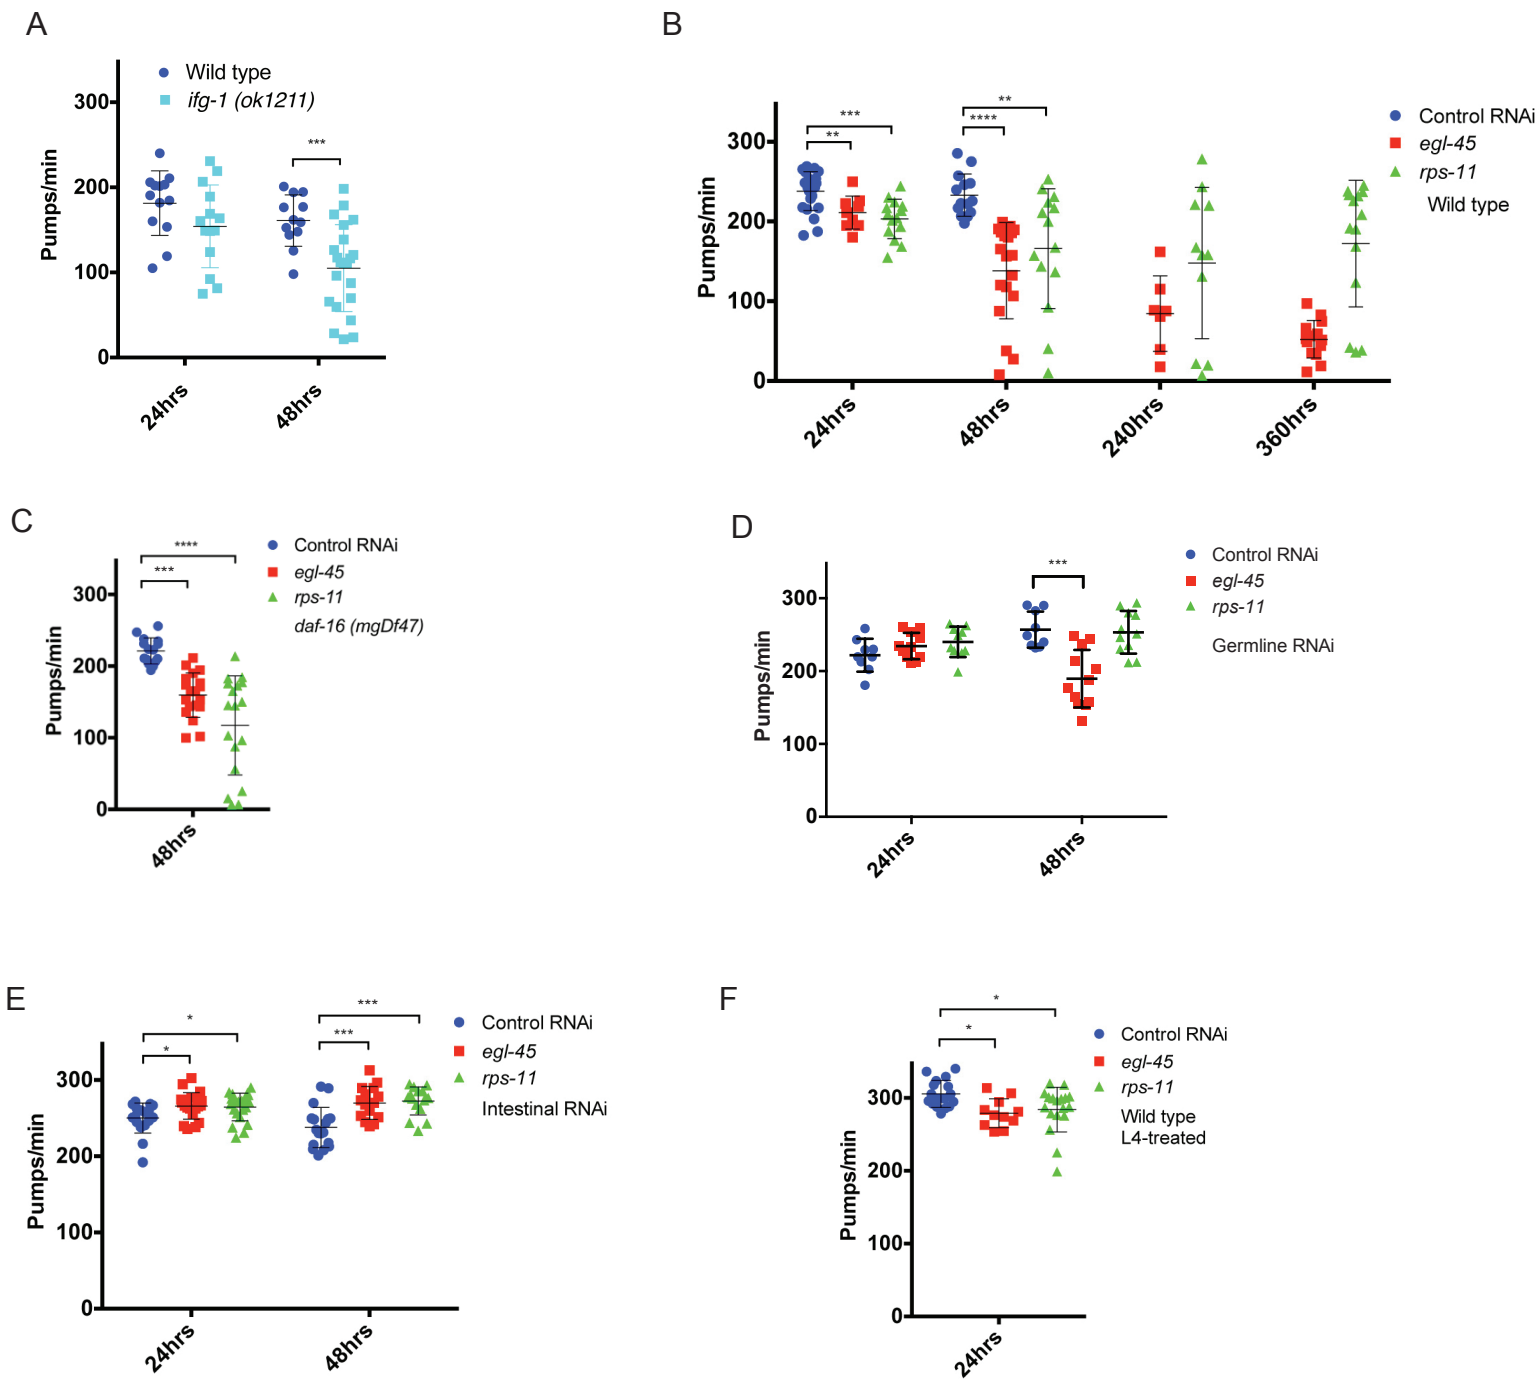 A
Wild type
ifg-1 (ok1211)
***
300
200
100
0
Pumps/min
24hrs
48hrs
B
***
**
**
****
300
200
100
0
Pumps/min
24hrs
48hrs
240hrs
360hrs
Control RNAi
egl-45
rps-11
Wild type
C
****
***
300
200
100
0
Pumps/min
48hrs
Control RNAi
egl-45
rps-11
daf-16 (mgDf47)
D
***
300
200
100
0
Pumps/min
24hrs
48hrs
Control RNAi
egl-45
rps-11
Germline RNAi
E
*
*
***
***
300
200
100
0
Pumps/min
24hrs
48hrs
Control RNAi
egl-45
rps-11
Intestinal RNAi
F
*
*
300
200
100
0
Pumps/min
24hrs
Control RNAi
egl-45
rps-11
Wild type
L4-treated